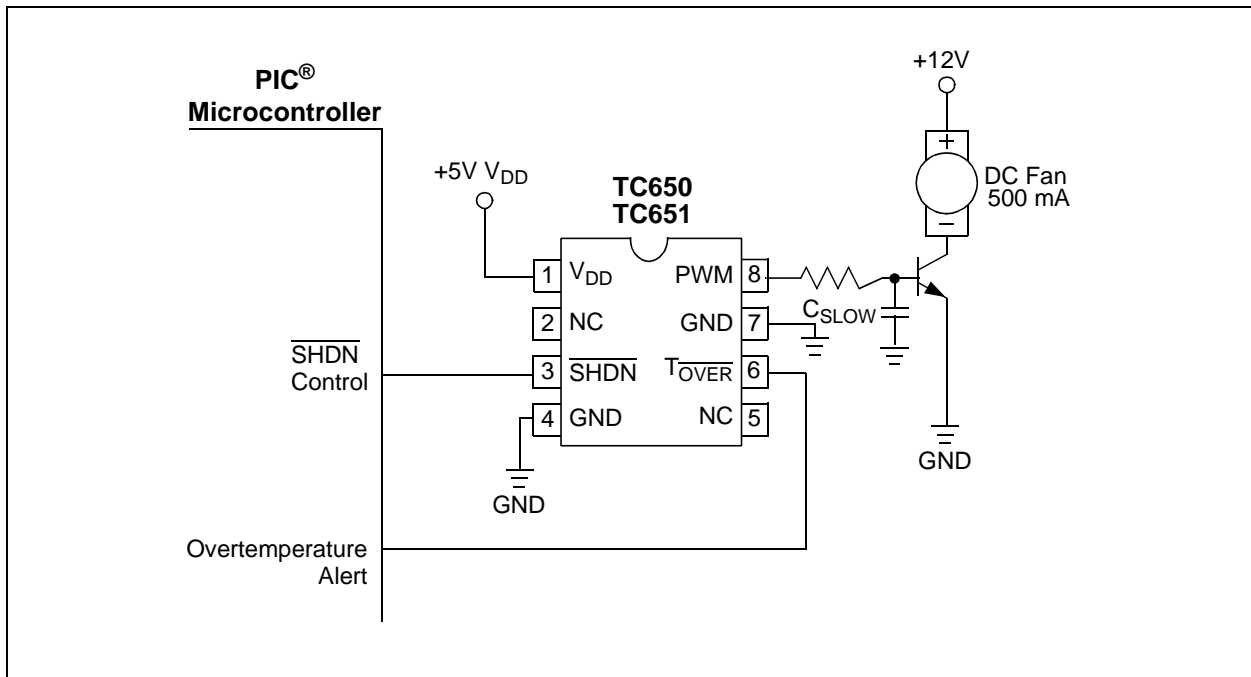 PIC®
Microcontroller
+12V
+
DC Fan
500 mA
–
+5V VDD
TC650
TC651
1 VDD
PWM 8
2 NC
CSLOW
GND 7
SHDN
Control
3 SHDN
TOVER 6
4 GND
NC 5
GND
GND
Overtemperature
Alert